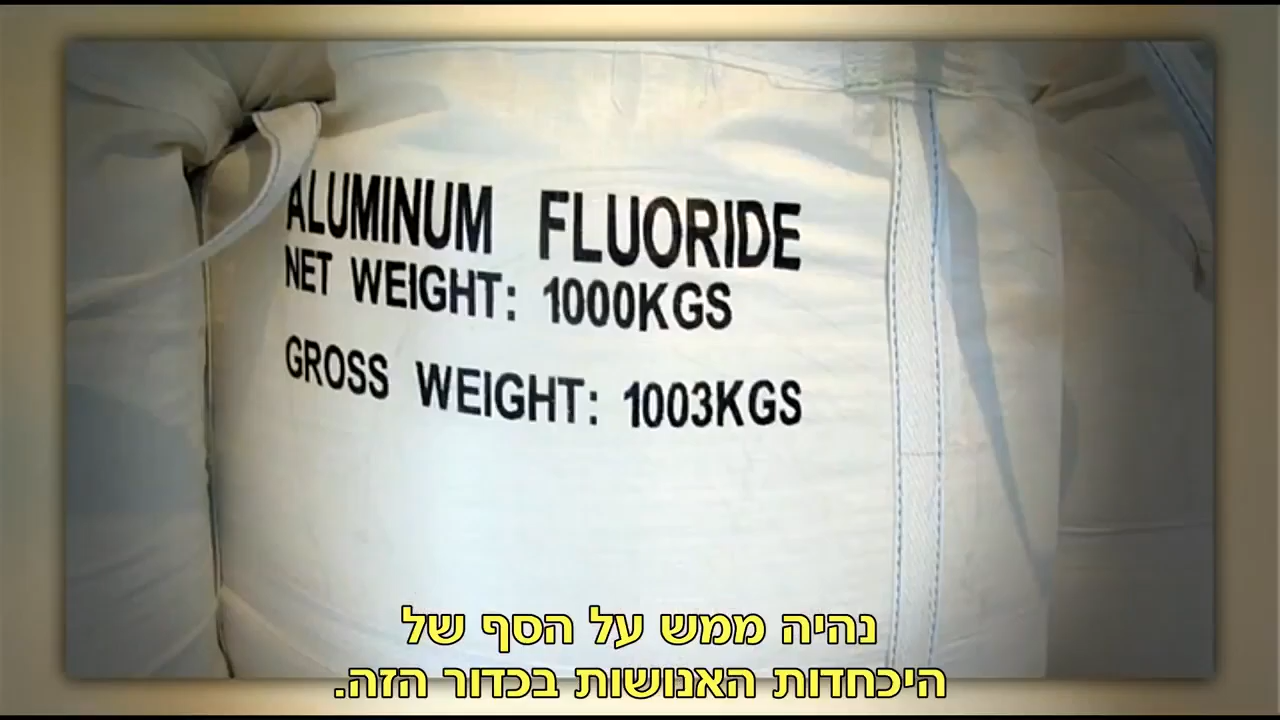 ALUMINUM FLUORIDE
NET WEIGHT: 1000KGS
GROSS WEIGHT: 1003KGS
נהיה ממש על הסף של
היכחדות האנושות בכדור הזה.